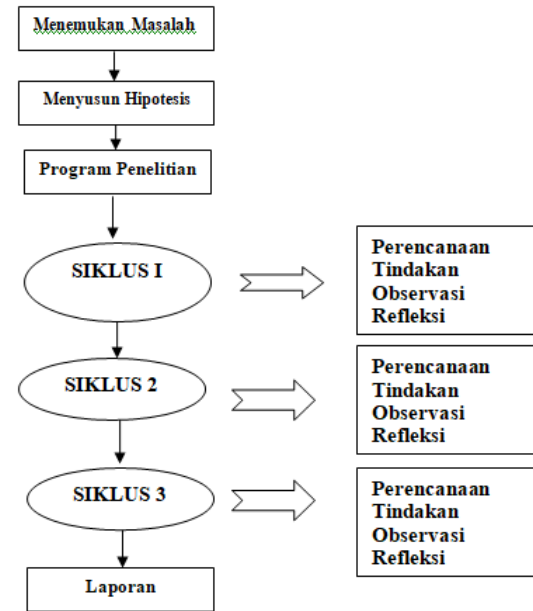 Menemukan Masalah
Menyusun Hipotesis
Program Penelitian
SIKLUS I
Perencanaan
Tindakan
Observasi
Refleksi
SIKLUS 2
Perencanaan
Tindakan
Observasi
Refleksi
SIKLUS 3
Perencanaan
Tindakan
Observasi
Refleksi
Laporan